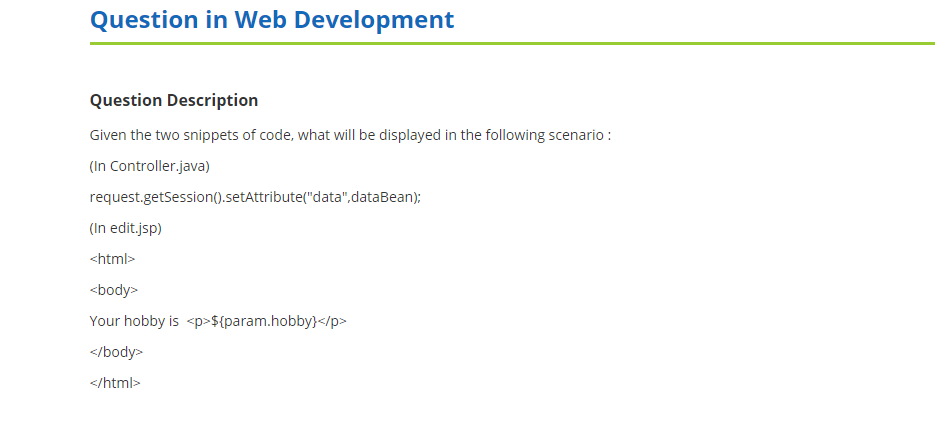 Question in Web Development
Question Description
Given the two snippets of code, what will be displayed in the following scenario :
(In Controller.java)
request.getSession().setAttribute("data",dataBean);
(In edit.jsp)
<html>
<body>
Your hobby is  <p>${param.hobby}</p>
</body>
</html>